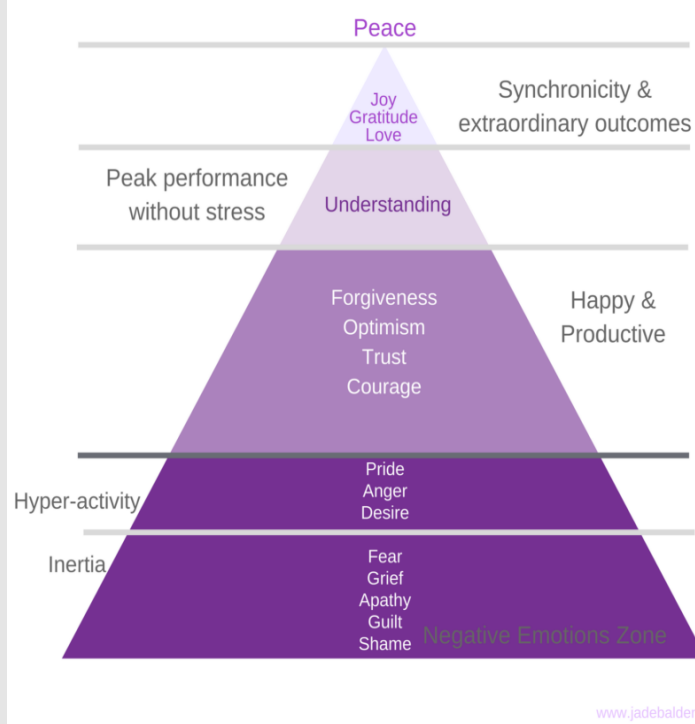 Peace
Joy
Gratitude
Love
Synchronicity &
extraordinary outcomes
Peak performance
without stress
Understanding
Forgiveness
Optimism
Trust
Courage
Happy &
Productive
Pride
Anger
Desire
Hyper-activity
Inertia
Fear
Grief
Apathy
Guilt
Shame
Negative Emotions Zone
www.jadebalder